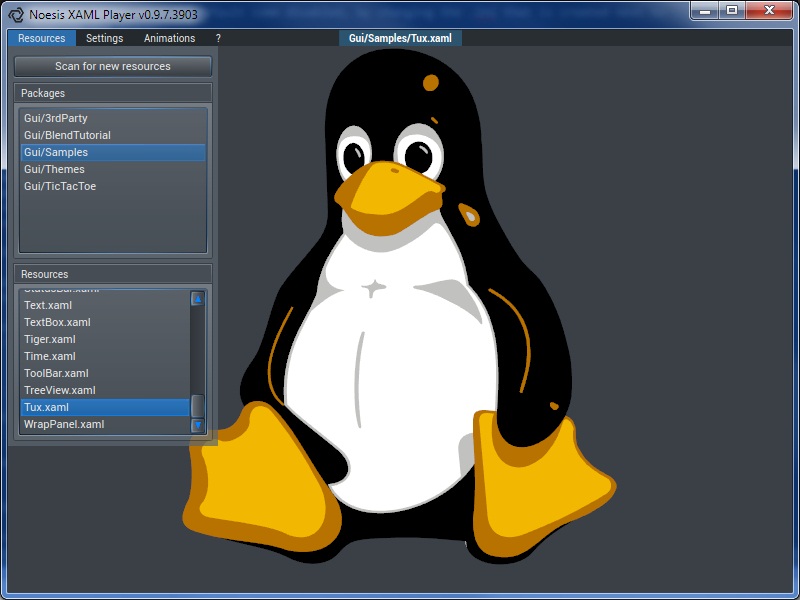 Noesis XAML Player v0.9.7.3903
Resources Settings Animations ?
Gui/Samples/Tux.xaml
Scan for new resources
Packages
Gui/3rdParty
Gui/BlendTutorial
Gui/Samples
Gui/Themes
Gui/TicTacToe
Resources
StatusBar.xaml
Text.xaml
TextBox.xaml
Tiger.xaml
Time.xaml
ToolBar.xaml
TreeView.xaml
Tux.xaml
WrapPanel.xaml